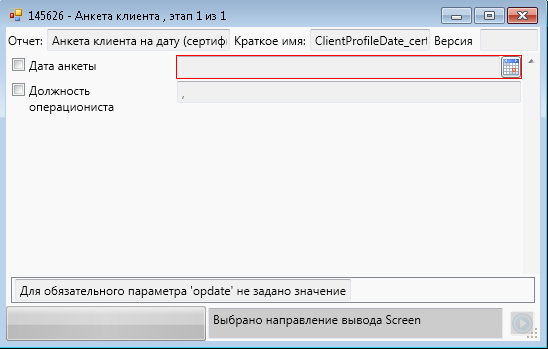 145626 - Анкета клиента , этап 1 из 1
Отчет: Анкета клиента на дату (сертифи Краткое имя: ClientProfileDate_cert Версия
Дата анкеты
Должность
операциониста
,
Для обязательного параметра 'opdate' не задано значение
Выбрано направление вывода Screen